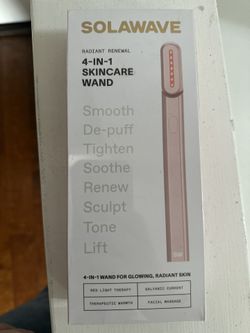 SOLAWAVE
RADIANT RENEWAL
4-IN-1
SKINCARE
WAND
Smooth
De-puff
Tighten
Soothe
Renew
Sculpt
Tone
Lift
4-IN-1 WAND FOR GLOWING, RADIANT SKIN
RED LIGHT THERAPY
GALVANIC CURRENT
THERAPEUTIC WARMTH
FACIAL MASSAGE